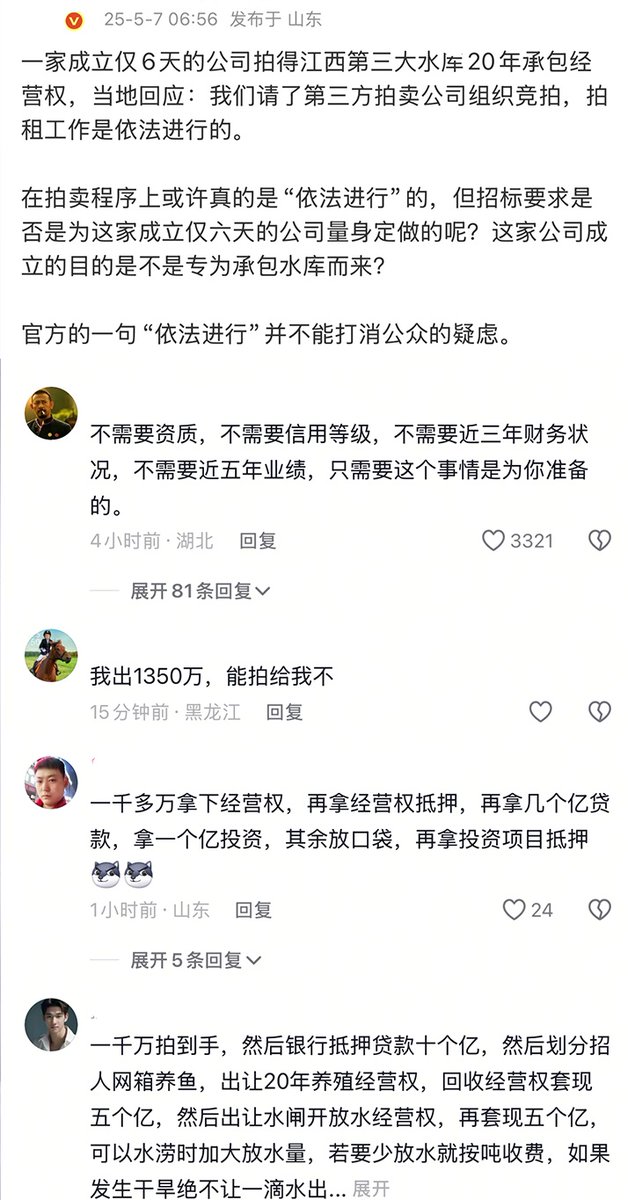 25-5-7 06:56 发布于 山东
一家成立仅6天的公司拍得江西第三大水库20年承包经
营权，当地回应：我们请了第三方拍卖公司组织竞拍，拍
租工作是依法进行的。
在拍卖程序上或许真的是“依法进行”的，但招标要求是
否是为这家成立仅六天的公司量身定做的呢？这家公司成
立的目的是不是专为承包水库而来？
官方的一句“依法进行”并不能打消公众的疑虑。
不需要资质，不需要信用等级，不需要近三年财务状
况，不需要近五年业绩，只需要这个事情是为你准备
的。
4小时前·湖北 回复 3321
展开81条回复
我出1350万，能拍给我不
15分钟前·黑龙江 回复
一千多万拿下经营权，再拿经营权抵押，再拿几个亿贷
款，拿一个亿投资，其余放口袋，再拿投资项目抵押
1小时前·山东 回复 24
展开5条回复
一千万拍到手，然后银行抵押贷款十个亿，然后划分招
人网箱养鱼，出让20年养殖经营权，回收经营权套现
五个亿，然后出让水闸开放水经营权，再套现五个亿，
可以水涝时加大放水量，若要少放水就按吨收费，如果
发生干旱绝不让一滴水出... 展开